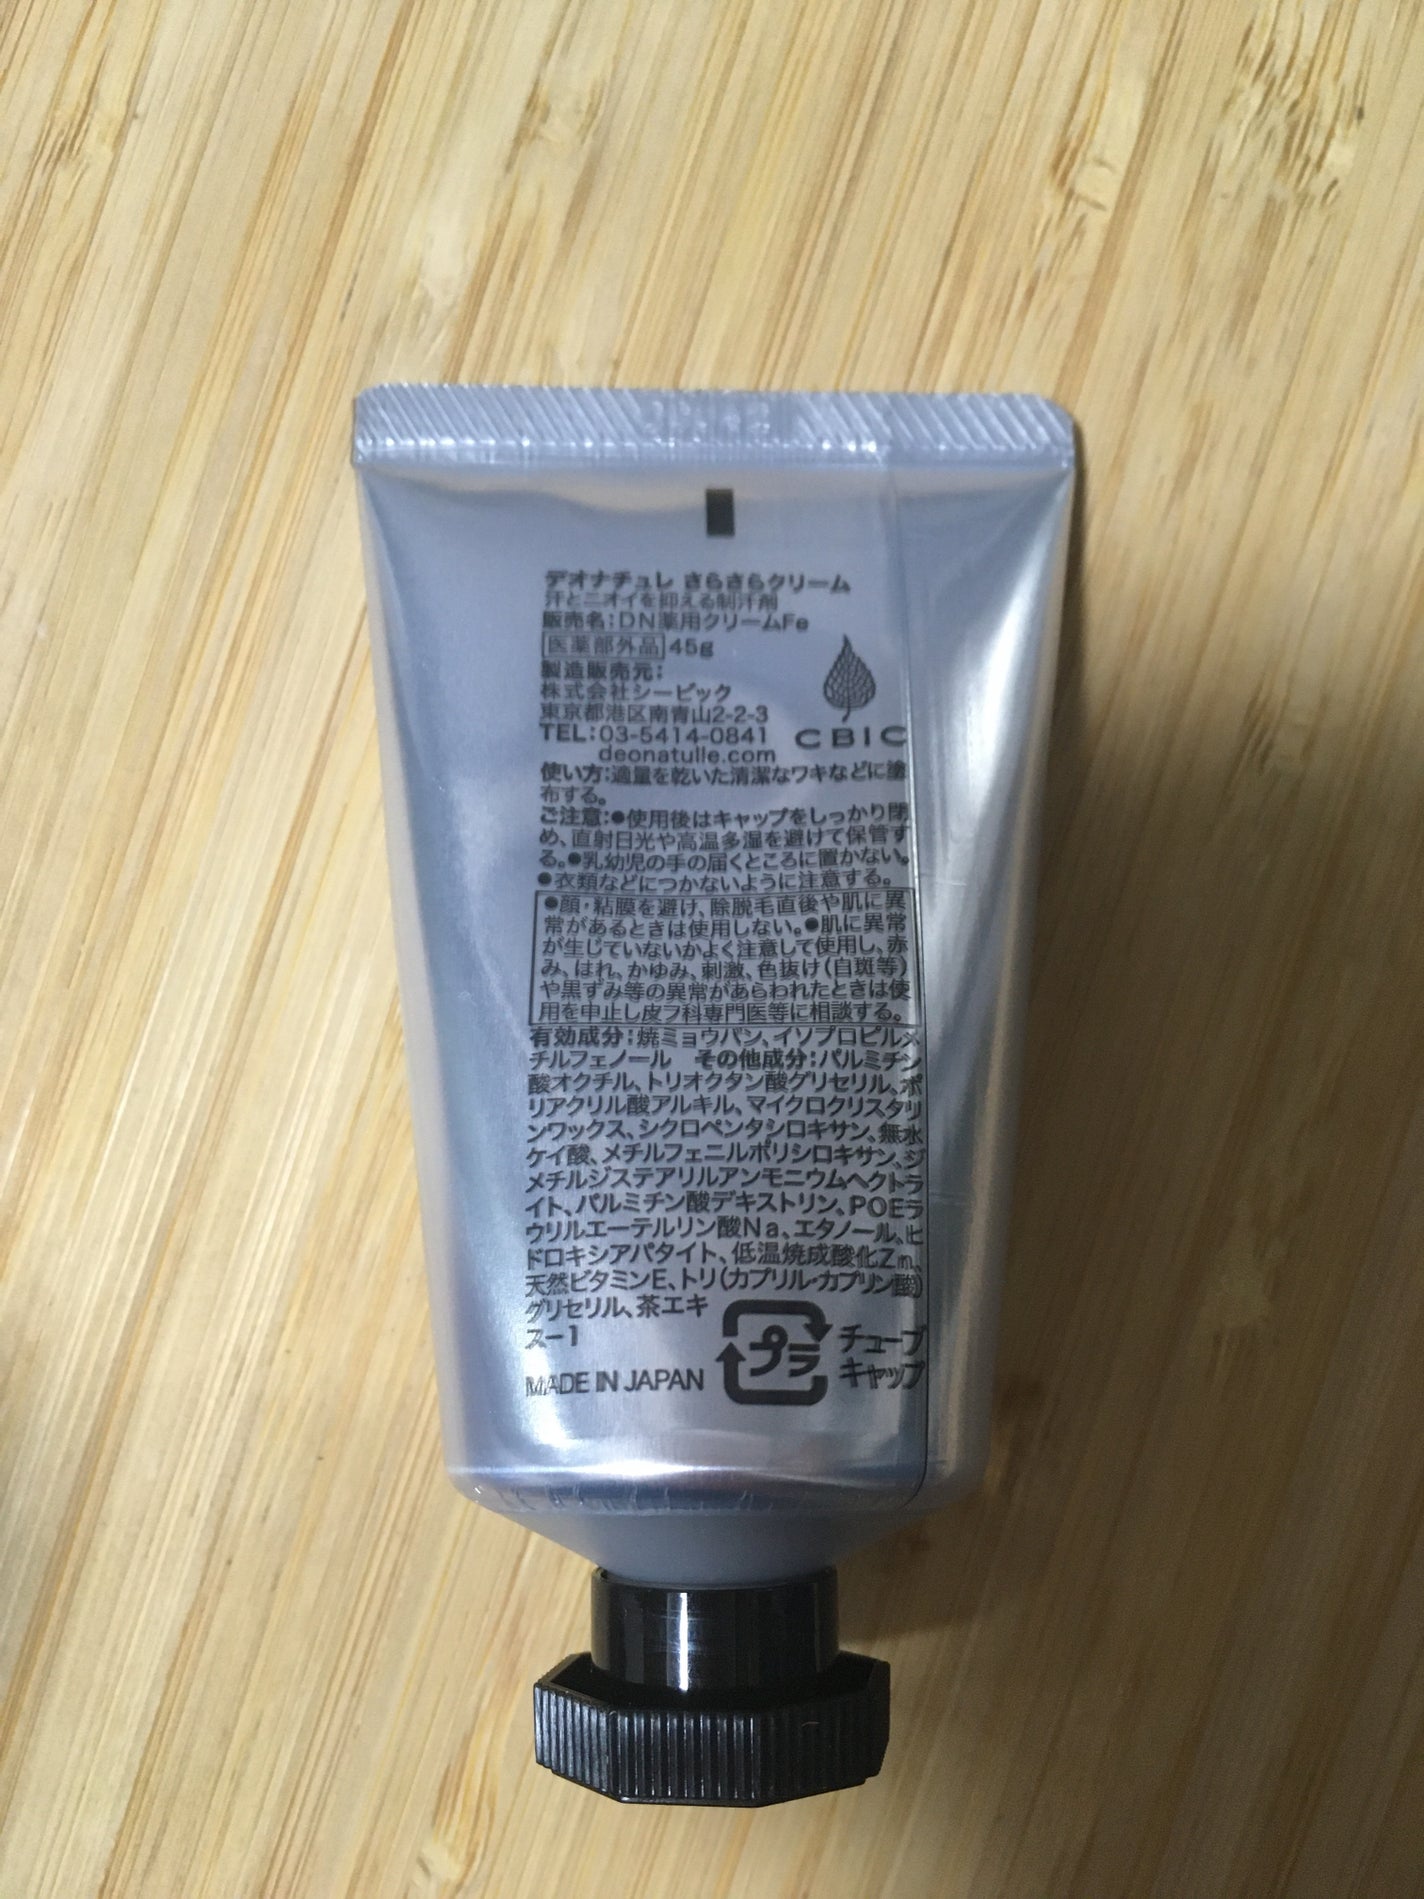 デオナチュレ さらさらクリーム
汗とニオイを抑える制汗剤
販売名:DN薬用クリームFe
医薬部外品 45g
製造販売元:
株式会社シービック
東京都港区南青山2-2-3
TEL:03-5414-0841
deonatulle.com
CBIC
使い方:適量を乾いた清潔なワキなどに塗
布する。
ご注意:●使用後はキャップをしっかり閉
め、直射日光や高温多湿を避けて保管す
る。●乳幼児の手の届くところに置かない。
●衣類などにつかないように注意する。
●顔・粘膜を避け、除脱毛直後や肌に異
常があるときは使用しない。●肌に異常
が生じていないかよく注意して使用し、赤
み、はれ、かゆみ、刺激、色抜け(白斑等)
や黒ずみ等の異常があらわれたときは使
用を中止し皮フ科専門医等に相談する。
有効成分:焼ミョウバン、イソプロピルメ
チルフェノール その他成分:パルミチン
酸オクチル、トリオクタン酸グリセリル、ポ
リアクリル酸アルキル、マイクロクリスタリ
ンワックス、シクロペンタシロキサン、無水
ケイ酸、メチルフェニルポリシロキサン、ジ
メチルジステアリルアンモニウムヘクトラ
イト、パルミチン酸デキストリン、POEラ
ウリルエーテルリン酸Na、エタノール、ヒ
ドロキシアパタイト、低温焼成酸化Zn、
天然ビタミンE、トリ(カプリル・カプリン酸)
グリセリル、茶エキ
ス-1
MADE IN JAPAN
プラ
チューブ
キャップ